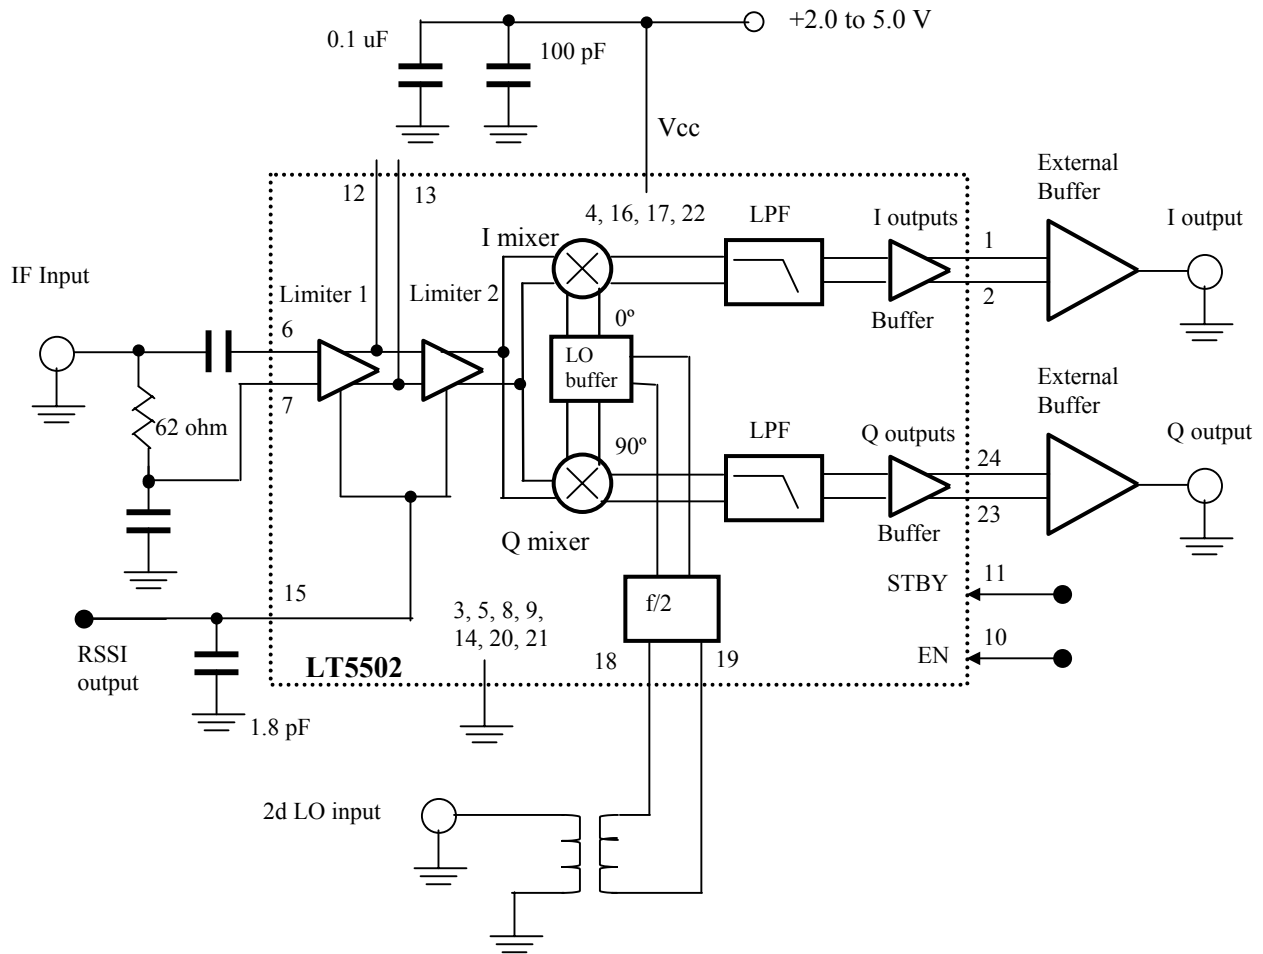 +2.0 to 5.0 V
0.1 uF
100 pF
Vcc
External
Buffer
12
13
4, 16, 17, 22
LPF
I outputs
1
I output
I mixer
IF Input
Limiter 1
Limiter 2
2
6
0º
Buffer
LO
buffer
7
External
Buffer
62 ohm
90º
LPF
Q outputs
Q output
24
23
Q mixer
Buffer
STBY
11
15
3, 5, 8, 9,
14, 20, 21
f/2
10
EN
RSSI
output
LT5502
18
19
1.8 pF
2d LO input